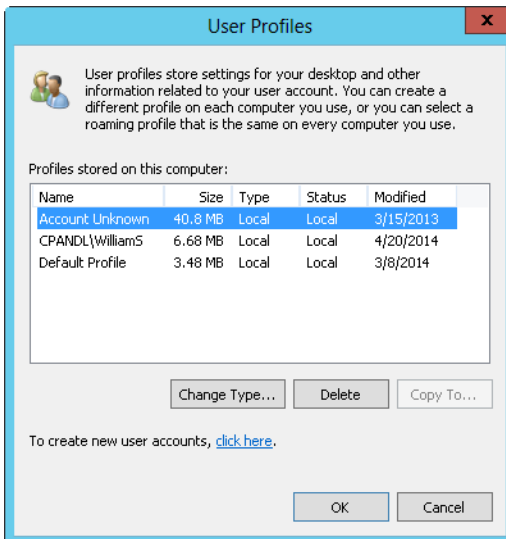 User Profiles
x
User profiles store settings for your desktop and other
information related to your user account. You can create a
different profile on each computer you use, or you can select a
roaming profile that is the same on every computer you use.
Profiles stored on this computer:
Name Size Type Status Modified
Account Unknown 40.8 MB Local Local 3/15/2013
CPANDL\WilliamS 6.68 MB Local Local 4/20/2014
Default Profile 3.48 MB Local Local 3/8/2014
Change Type... Delete Copy To...
To create new user accounts, click here.
OK Cancel